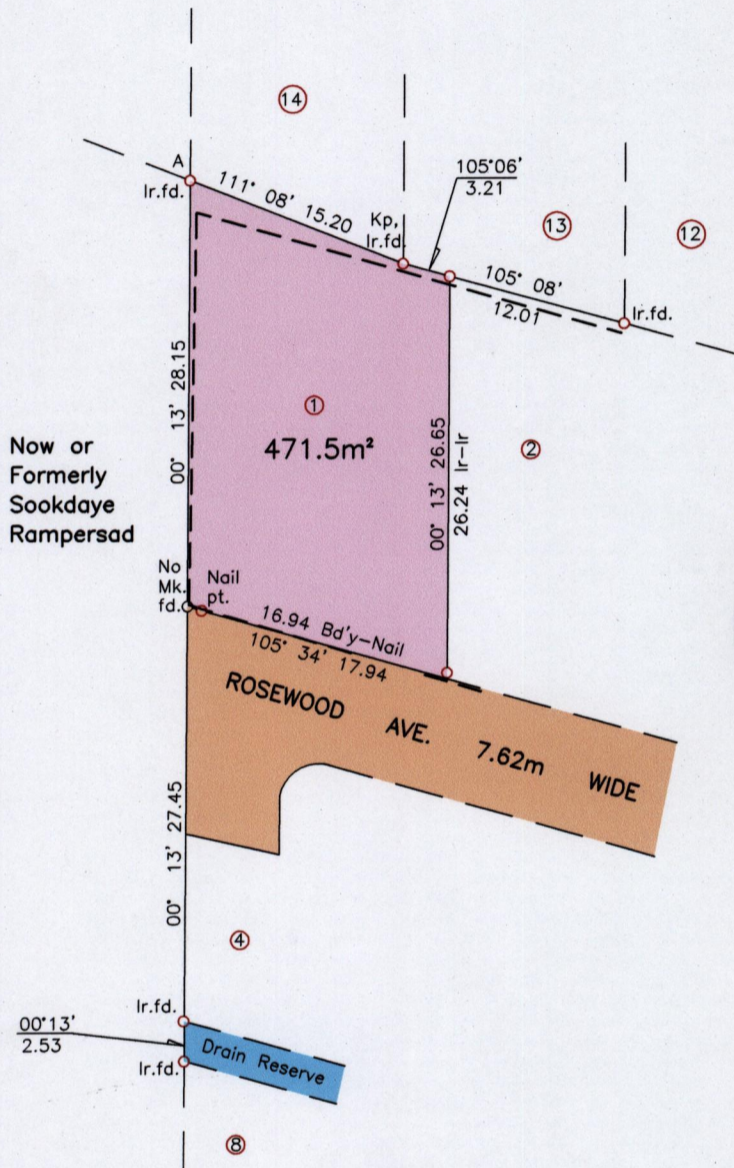 14
A
Ir.fd.
111° 08' 15.20
Kp,
Ir.fd.
105°06'
3.21
13
12
105° 08'
12.01
Ir.fd.
00° 13' 28.15
1
471.5m²
00° 13' 26.65
26.24 Ir-Ir
2
Now or
Formerly
Sookdaye
Rampersad
No
Mk.
fd.
Nail
pt.
16.94 Bd'y-Nail
105° 34' 17.94
ROSEWOOD AVE. 7.62m WIDE
00° 13' 27.45
4
Ir.fd.
00°13'
2.53
Drain Reserve
Ir.fd.
8